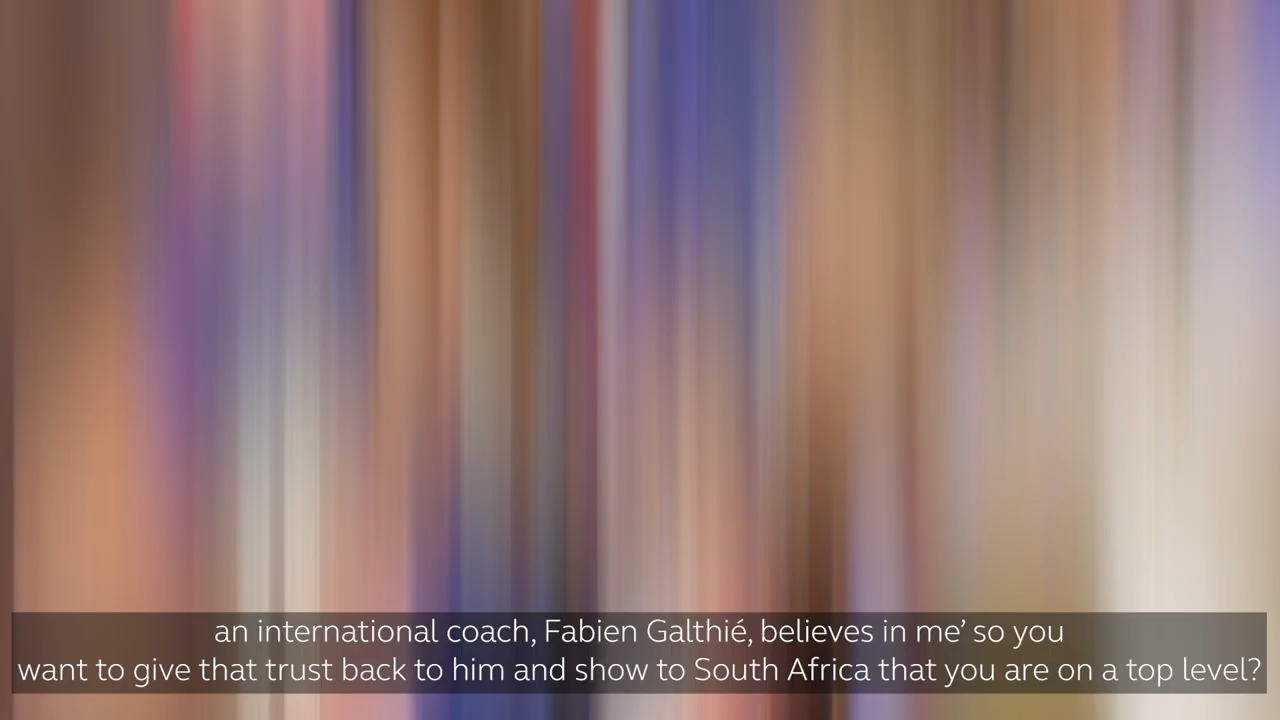 an international coach, Fabien Galthié, believes in me’ so you
want to give that trust back to him and show to South Africa that you are on a top level?